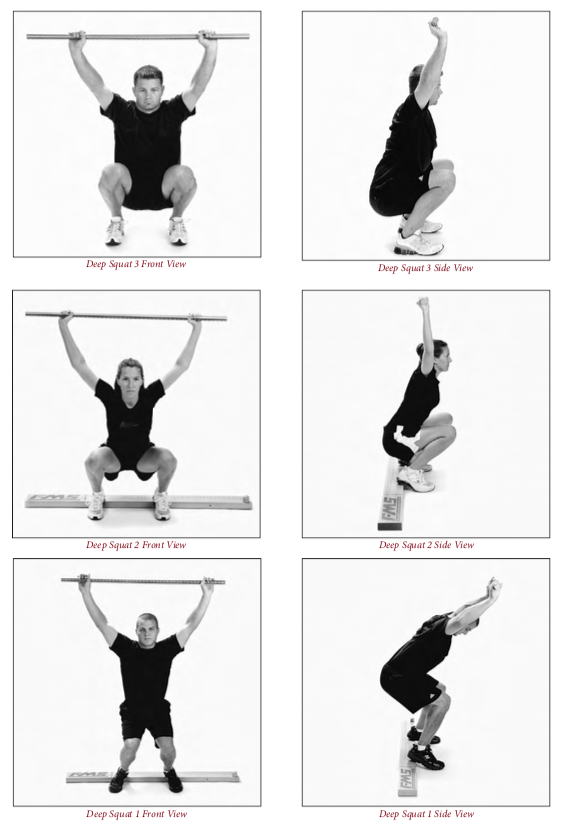 Deep Squat 3 Front View
Deep Squat 3 Side View
FMS
FMS
Deep Squat 2 Front View
Deep Squat 2 Side View
FMS
FMS
Deep Squat 1 Front View
Deep Squat 1 Side View